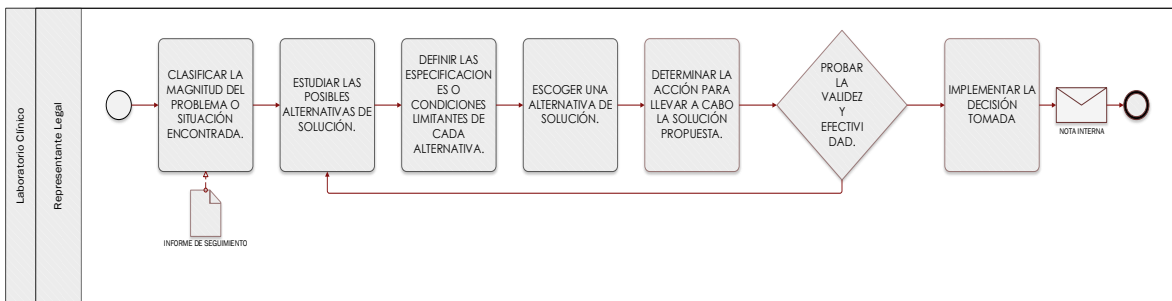 Laboratorio Clínico
Representante Legal
CLASIFICAR LA
MAGNITUD DEL
PROBLEMA O
SITUACIÓN
ENCONTRADA.
INFORME DE SEGUIMIENTO
ESTUDIAR LAS
POSIBLES
ALTERNATIVAS DE
SOLUCIÓN.
DEFINIR LAS
ESPECIFICACION
ES O
CONDICIONES
LIMITANTES DE
CADA
ALTERNATIVA.
ESCOGER UNA
ALTERNATIVA DE
SOLUCIÓN.
DETERMINAR LA
ACCIÓN PARA
LLEVAR A CABO
LA SOLUCIÓN
PROPUESTA.
PROBAR
LA
VALIDEZ
Y
EFECTIVI
DAD.
IMPLEMENTAR LA
DECISIÓN
TOMADA
NOTA INTERNA